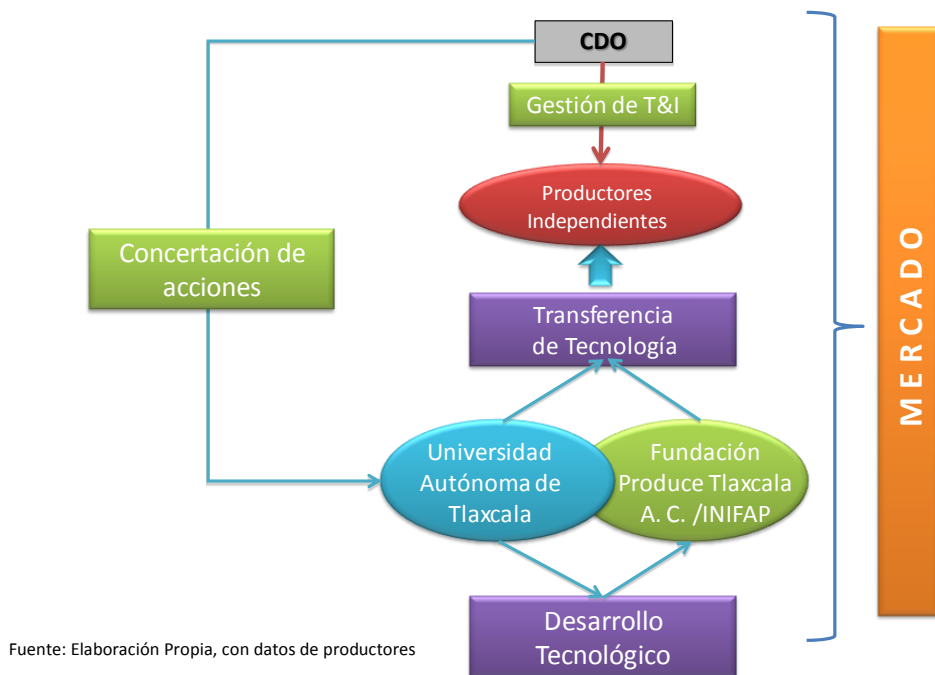 CDO
Gestión de T&I
Productores
Independientes
Concertación de
acciones
Transferencia
de Tecnología
Universidad
Autónoma de
Tlaxcala
Fundación
Produce Tlaxcala
A. C. /INIFAP
Desarrollo
Tecnológico
MERCADO
Fuente: Elaboración Propia, con datos de productores